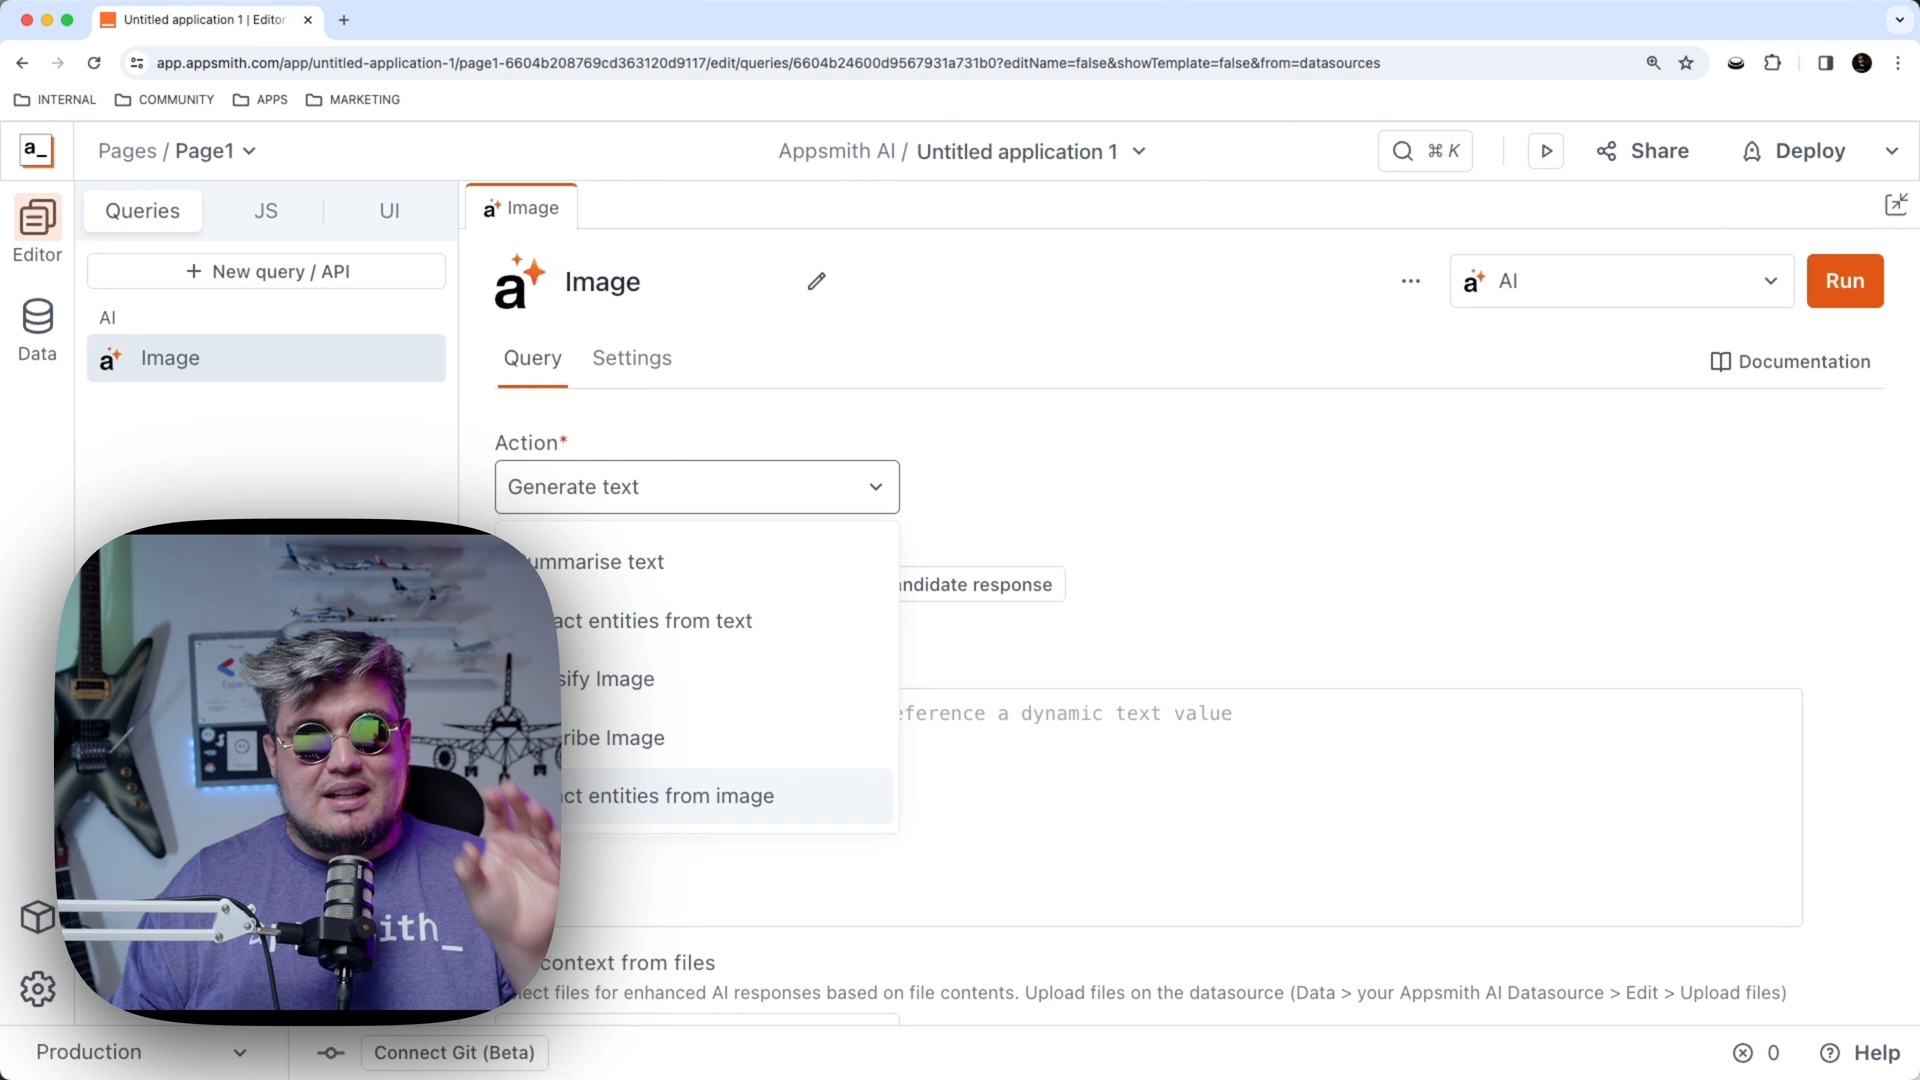 Untitled application 1 | Editor
app.appsmith.com/app/untitled-application-1/page1-6604b208769cd363120d9117/edit/queries/6604b24600d9567931a731b0?editName=false&showTemplate=false&from=datasources
INTERNAL COMMUNITY APPS MARKETING
a_ Pages / Page1 Appsmith AI / Untitled application 1 ⌘ K Share Deploy
Queries JS UI a Image
Editor
+ New query / API a Image a AI Run
AI
a Image Query Settings Documentation
Data
Action*
Generate text
ummarise text
ndidate response
act entities from text
sify Image
eference a dynamic text value
ribe Image
ct entities from image
ith_
context from files
ect files for enhanced AI responses based on file contents. Upload files on the datasource (Data > your Appsmith AI Datasource > Edit > Upload files)
Production Connect Git (Beta) 0 Help